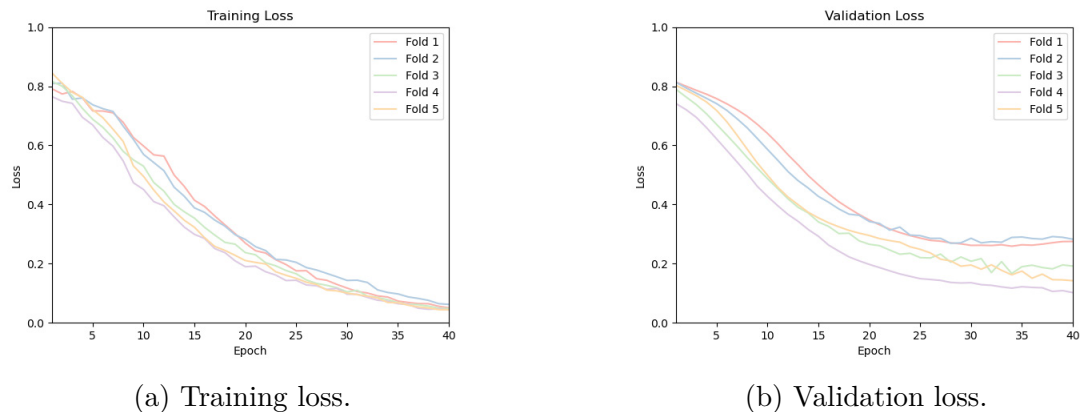 Training Loss
1.0
0.8
0.6
0.4
0.2
0.0
Loss
5 10 15 20 25 30 35 40
Epoch
Fold 1
Fold 2
Fold 3
Fold 4
Fold 5
(a) Training loss.
Validation Loss
1.0
0.8
0.6
0.4
0.2
0.0
Loss
5 10 15 20 25 30 35 40
Epoch
Fold 1
Fold 2
Fold 3
Fold 4
Fold 5
(b) Validation loss.